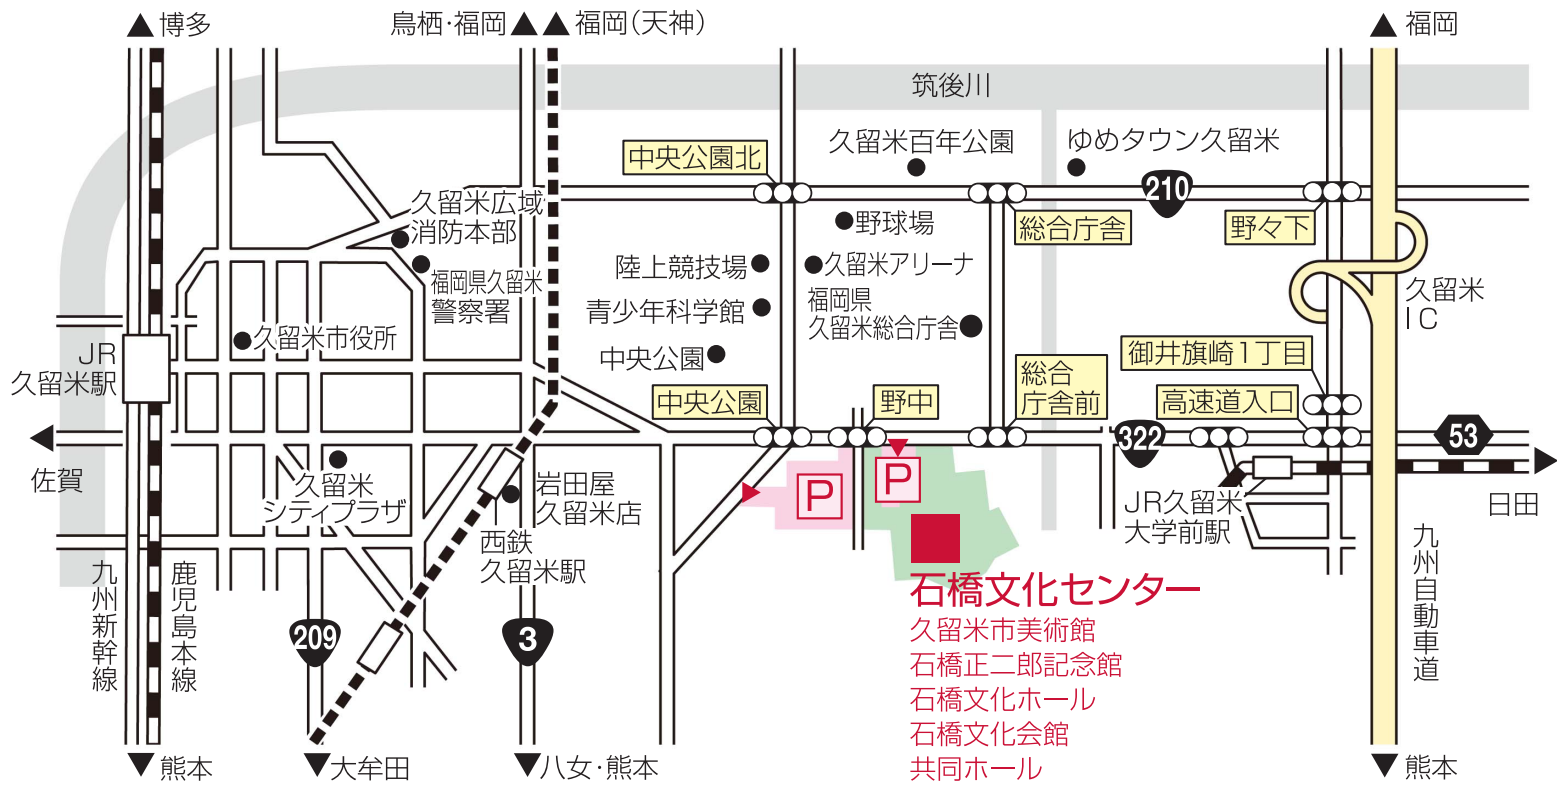 博多
鳥栖・福岡
福岡（天神）
福岡
筑後川
中央公園北
久留米百年公園
ゆめタウン久留米
210
久留米広域
消防本部
野球場
総合庁舎
野々下
福岡県久留米
警察署
陸上競技場
久留米アリーナ
青少年科学館
福岡県
久留米総合庁舎
久留米
IC
久留米市役所
中央公園
御井旗崎1丁目
JR
久留米駅
中央公園
野中
総合
庁舎前
高速道入口
322
53
佐賀
久留米
シティプラザ
岩田屋
久留米店
P
P
JR久留米
大学前駅
日田
西鉄
久留米駅
九州新幹線
鹿児島本線
209
3
九州自動車道
石橋文化センター
久留米市美術館
石橋正二郎記念館
石橋文化ホール
石橋文化会館
共同ホール
熊本
大牟田
八女・熊本
熊本